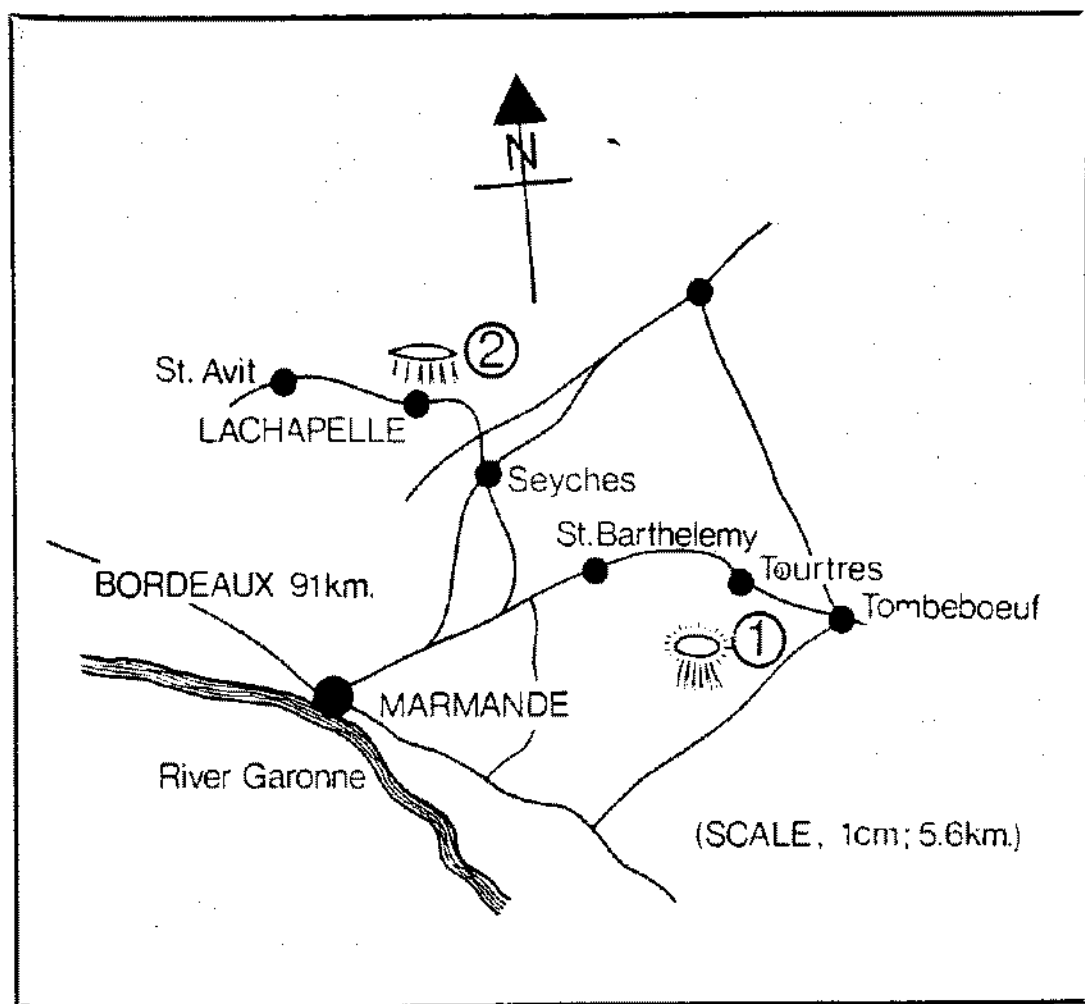 N
②
St. Avit
LACHAPELLE
Seyches
St. Barthelemy
BORDEAUX 91km.
Tourtres
Tombeboeuf
①
MARMANDE
River Garonne
(SCALE, 1cm; 5.6km.)